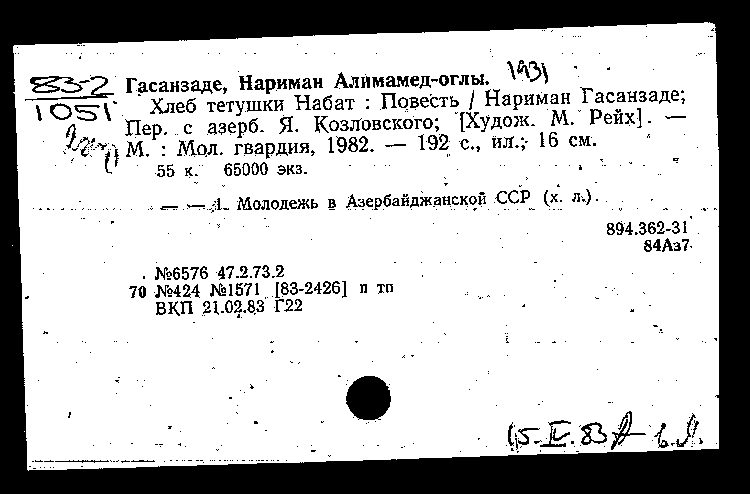 83-2
1051
Гасанзаде, Нариман Алимамед-оглы. 1931
Хлеб тетушки Набат : Повесть / Нариман Гасанзаде;
Пер. с азерб. Я. Козловского; [Худож. М. Рейх]. —
М. : Мол. гвардия, 1982. — 192 с., ил.; 16 см.
55 к. 65000 экз.
— — 1. Молодежь в Азербайджанской ССР (х. л.).
894.362-31
84Аз7
№6576 47.2.73.2
70 №424 №1571 [83-2426] п тп
ВКП 21.02.83 Г22
15.IV.83